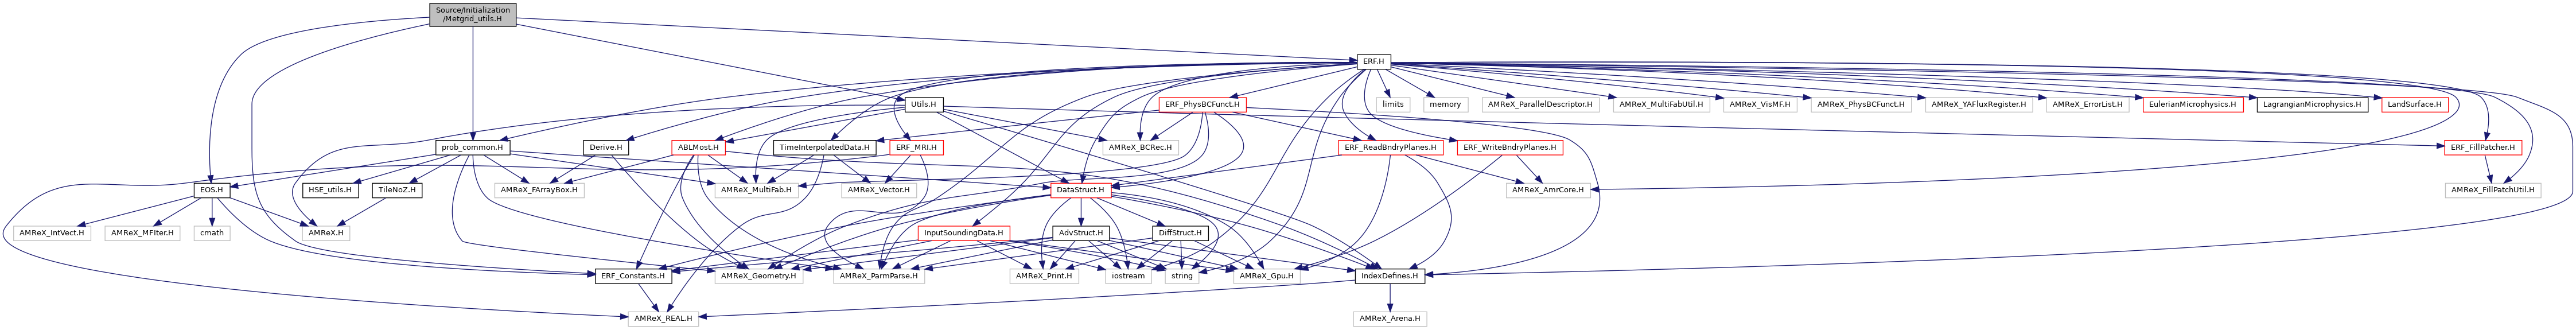 Source/Initialization
/Metgrid_utils.H
ERF.H
Utils.H
ERF_PhysBCFunct.H
limits
memory
AMReX_ParallelDescriptor.H
AMReX_MultiFabUtil.H
AMReX_VisMF.H
AMReX_PhysBCFunct.H
AMReX_YAFluxRegister.H
AMReX_ErrorList.H
EulerianMicrophysics.H
LagrangianMicrophysics.H
LandSurface.H
prob_common.H
Derive.H
ABLMost.H
TimeInterpolatedData.H
ERF_MRI.H
AMReX_BCRec.H
ERF_ReadBndryPlanes.H
ERF_WriteBndryPlanes.H
ERF_FillPatcher.H
EOS.H
HSE_utils.H
TileNoZ.H
AMReX_FArrayBox.H
AMReX_MultiFab.H
AMReX_Vector.H
DataStruct.H
AMReX_AmrCore.H
AMReX_FillPatchUtil.H
AMReX_IntVect.H
AMReX_MFIter.H
cmath
AMReX.H
InputSoundingData.H
AdvStruct.H
DiffStruct.H
ERF_Constants.H
AMReX_Geometry.H
AMReX_ParmParse.H
AMReX_Print.H
iostream
string
AMReX_Gpu.H
IndexDefines.H
AMReX_REAL.H
AMReX_Arena.H